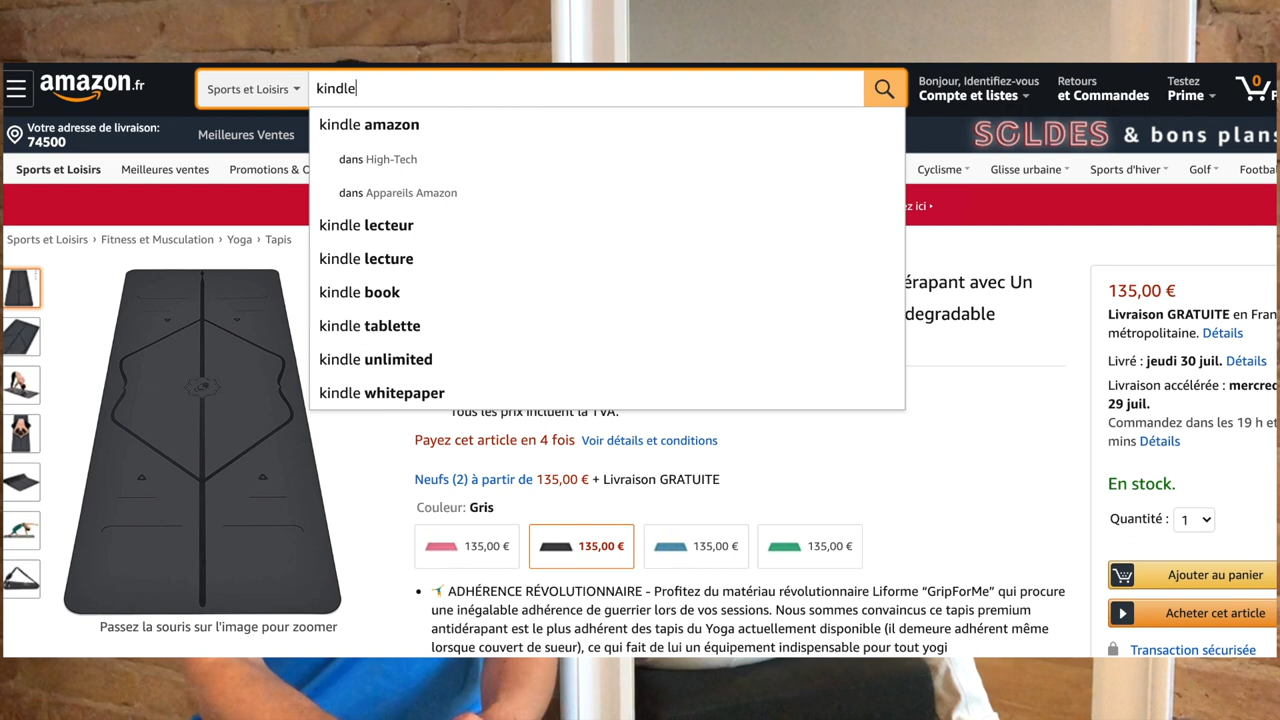 amazon.fr
Sports et Loisirs
kindle
Bonjour, Identifiez-vous
Compte et listes
Retours
et Commandes
Testez
Prime
0
Votre adresse de livraison:
74500
Meilleures Ventes
SOLDES & bons plans
Sports et Loisirs
Meilleures ventes
Promotions &
Cyclisme
Glisse urbaine
Sports d'hiver
Golf
ez ici ›
kindle amazon
dans High-Tech
dans Appareils Amazon
kindle lecteur
kindle lecture
kindle book
kindle tablette
kindle unlimited
kindle whitepaper
Sports et Loisirs › Fitness et Musculation › Yoga › Tapis
érapant avec Un
degradable
Tous les prix incluent la TVA.
Payez cet article en 4 fois Voir détails et conditions
Neufs (2) à partir de 135,00 € + Livraison GRATUITE
Couleur: Gris
135,00 €
135,00 €
135,00 €
135,00 €
• ADHÉRENCE RÉVOLUTIONNAIRE - Profitez du matériau révolutionnaire Liforme “GripForMe” qui procure
une inégalable adhérence de guerrier lors de vos sessions. Nous sommes convaincus ce tapis premium
antidérapant est le plus adhérent des tapis du Yoga actuellement disponible (il demeure adhérent même
lorsque couvert de sueur), ce qui fait de lui un équipement indispensable pour tout yogi
Passez la souris sur l'image pour zoomer
135,00 €
Livraison GRATUITE en Fran
métropolitaine. Détails
Livré : jeudi 30 juil. Détails
Livraison accélérée : mercre
29 juil.
Commandez dans les 19 h et
mins Détails
En stock.
Quantité : 1
Ajouter au panier
Acheter cet article
Transaction sécurisée